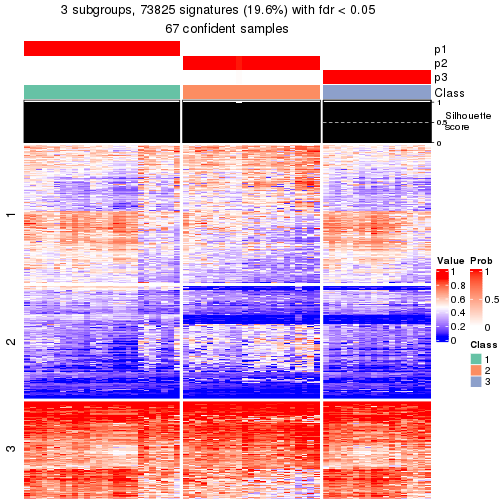 3 subgroups, 73825 signatures (19.6%) with fdr < 0.05
67 confident samples
p1
p2
p3
Class
1
0.5
0
Silhouette
score
1
2
3
Value
1
0.8
0.6
0.4
0.2
0
Prob
1
0.5
0
Class
1
2
3